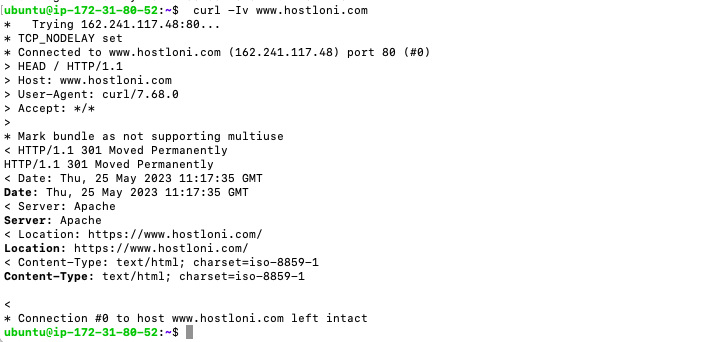 ubuntu@ip-172-31-80-52:~$  curl -Iv www.hostloni.com
*   Trying 162.241.117.48:80...
* TCP_NODELAY set
* Connected to www.hostloni.com (162.241.117.48) port 80 (#0)
> HEAD / HTTP/1.1
> Host: www.hostloni.com
> User-Agent: curl/7.68.0
> Accept: */*
>
* Mark bundle as not supporting multiuse
< HTTP/1.1 301 Moved Permanently
HTTP/1.1 301 Moved Permanently
< Date: Thu, 25 May 2023 11:17:35 GMT
Date: Thu, 25 May 2023 11:17:35 GMT
< Server: Apache
Server: Apache
< Location: https://www.hostloni.com/
Location: https://www.hostloni.com/
< Content-Type: text/html; charset=iso-8859-1
Content-Type: text/html; charset=iso-8859-1

<
* Connection #0 to host www.hostloni.com left intact
ubuntu@ip-172-31-80-52:~$